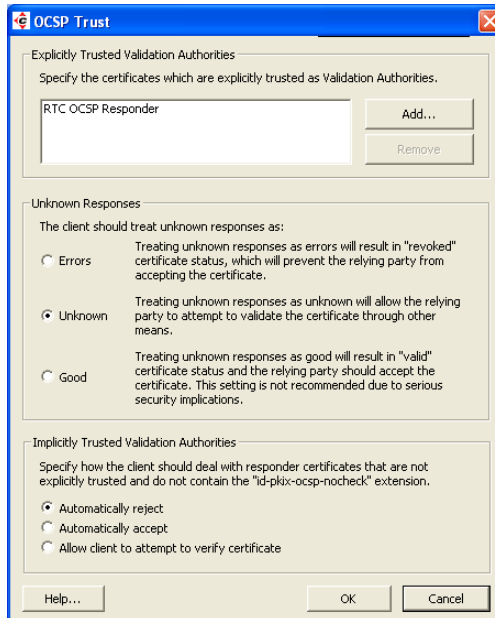 OCSP Trust
Explicitly Trusted Validation Authorities
Specify the certificates which are explicitly trusted as Validation Authorities.
RTC OCSP Responder
Add...
Remove
Unknown Responses
The client should treat unknown responses as:
Errors
Treating unknown responses as errors will result in "revoked"
certificate status, which will prevent the relying party from
accepting the certificate.
Unknown
Treating unknown responses as unknown will allow the relying
party to attempt to validate the certificate through other
means.
Good
Treating unknown responses as good will result in "valid"
certificate status and the relying party should accept the
certificate. This setting is not recommended due to serious
security implications.
Implicitly Trusted Validation Authorities
Specify how the client should deal with responder certificates that are not
explicitly trusted and do not contain the "id-pkix-ocsp-nocheck" extension.
Automatically reject
Automatically accept
Allow client to attempt to verify certificate
Help...
OK
Cancel